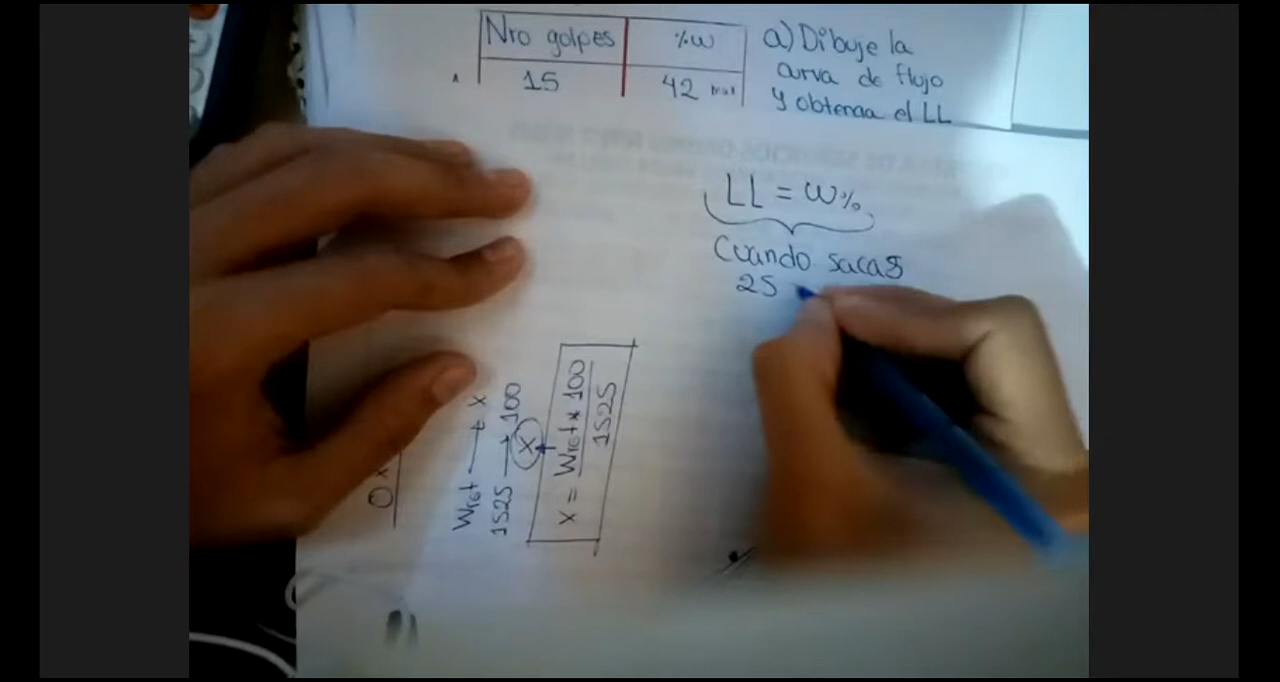 Nro golpes %w
15 42
a) Dibuje la
curva de flujo
y obtenga el LL
LL = w%
Cuando sacas
25
Wret → x
1525 → 100
x
x = Wret * 100
1525